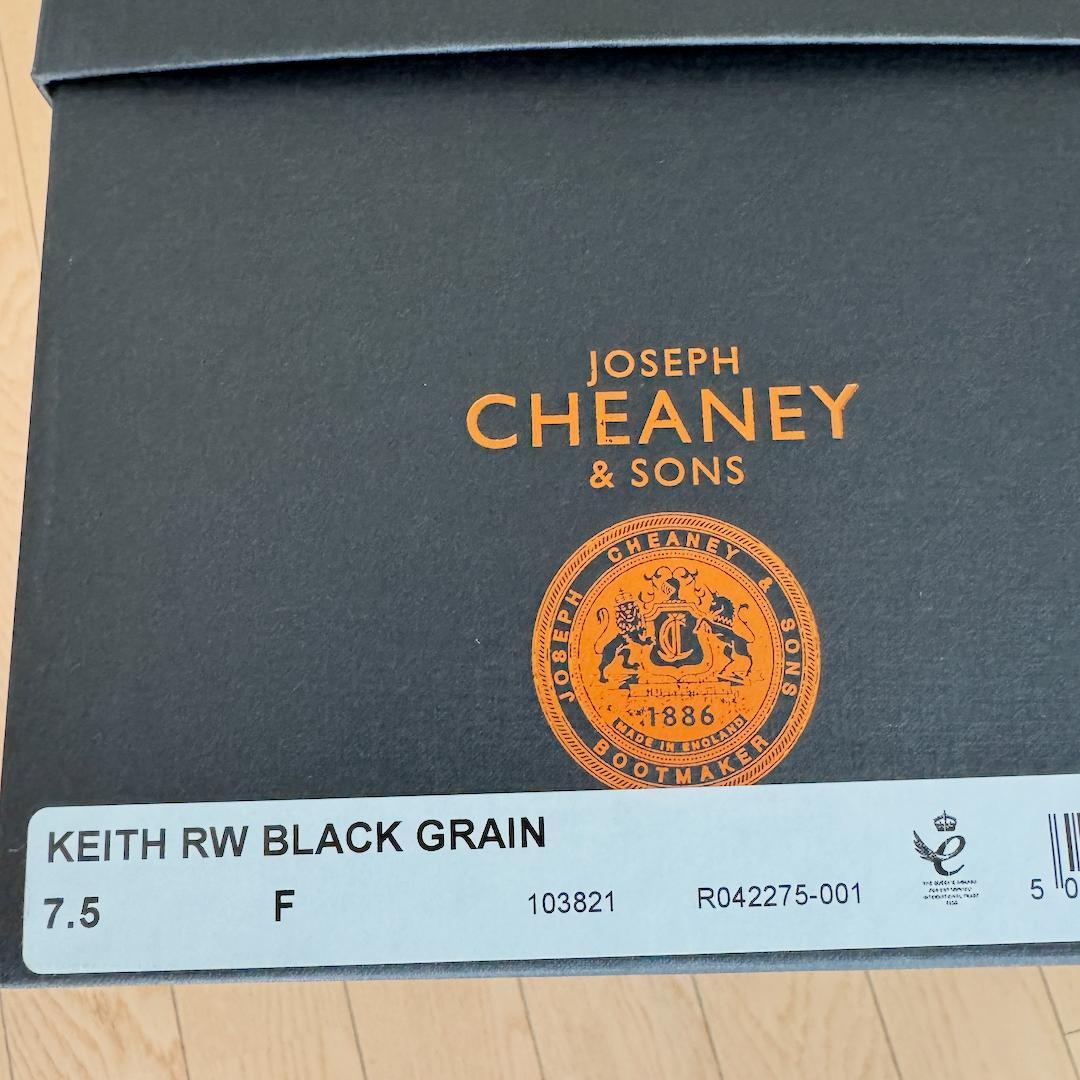 JOSEPH
CHEANEY
& SONS
JOSEPH CHEANEY & SONS
1886
MADE IN ENGLAND
BOOTMAKER
KEITH RW BLACK GRAIN
7.5 F 103821 R042275-001 5 0